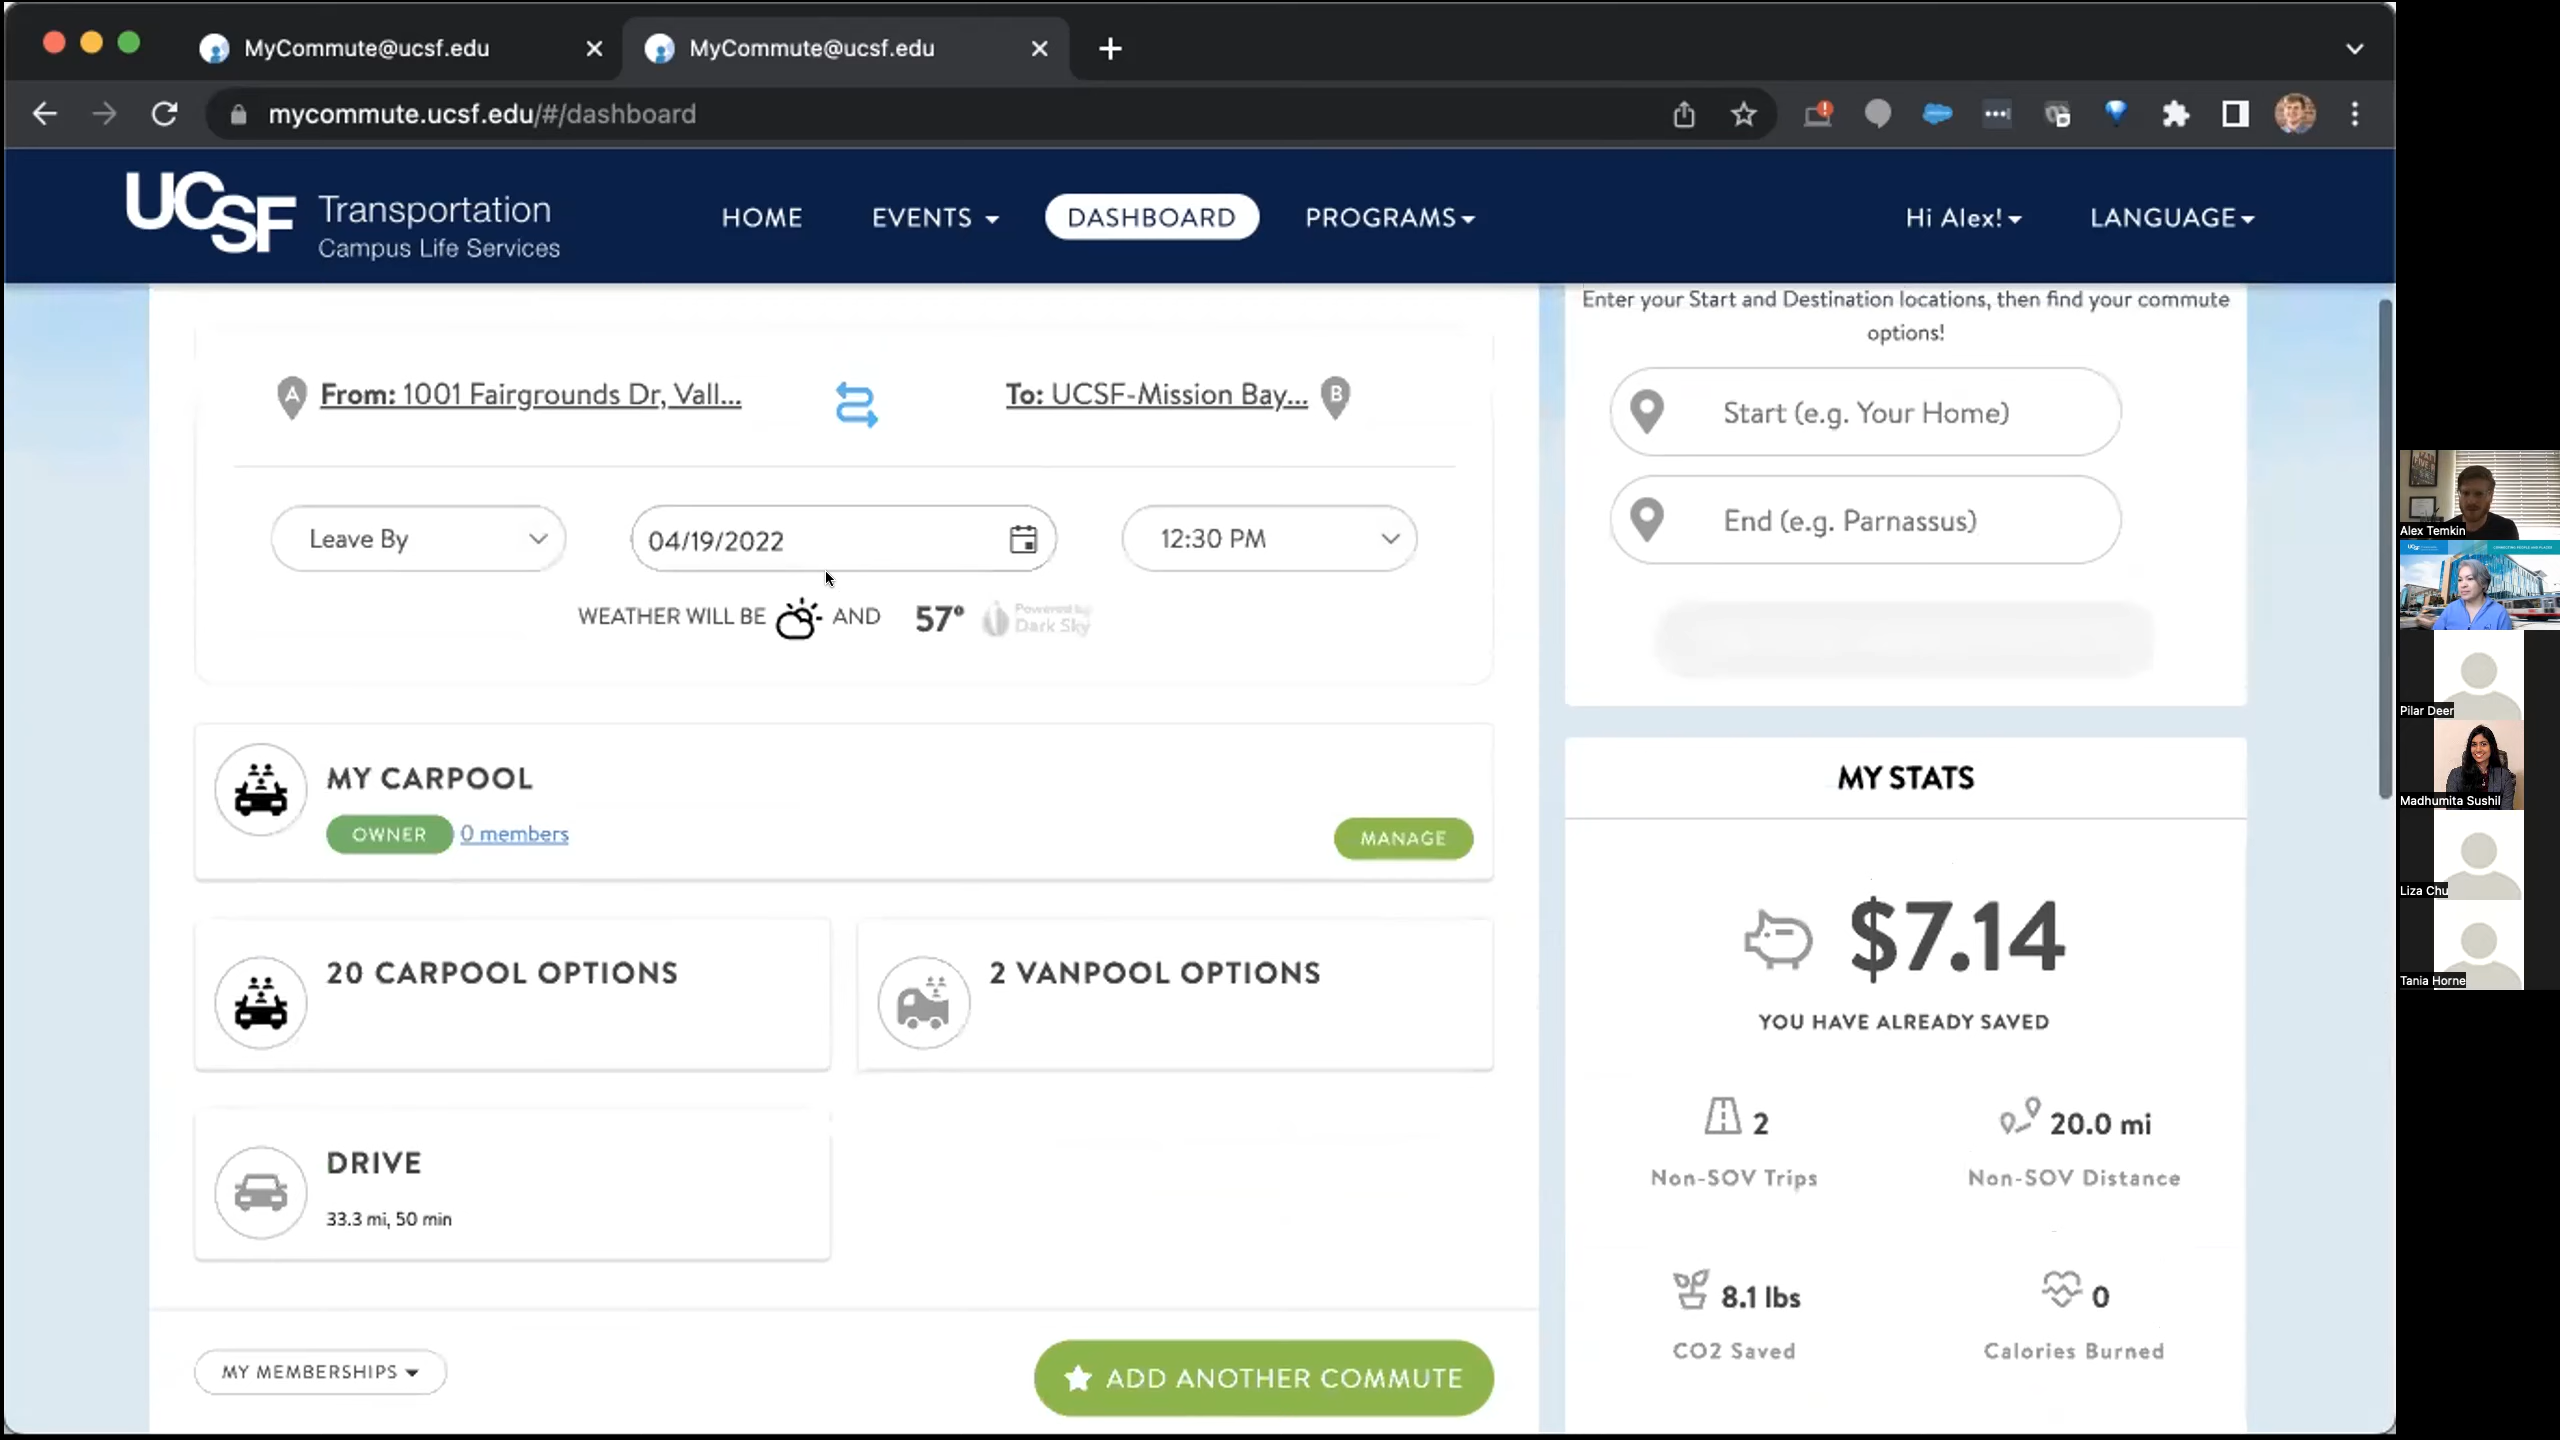 MyCommute@ucsf.edu
MyCommute@ucsf.edu
mycommute.ucsf.edu/#/dashboard
UCSF Transportation
Campus Life Services
HOME
EVENTS
DASHBOARD
PROGRAMS
Hi Alex!
LANGUAGE
From: 1001 Fairgrounds Dr, Vall...
To: UCSF-Mission Bay...
A
B
Leave By
04/19/2022
12:30 PM
WEATHER WILL BE AND 57°
Powered by
Dark Sky
MY CARPOOL
OWNER
0 members
MANAGE
20 CARPOOL OPTIONS
2 VANPOOL OPTIONS
DRIVE
33.3 mi, 50 min
MY MEMBERSHIPS
ADD ANOTHER COMMUTE
Enter your Start and Destination locations, then find your commute
options!
Start (e.g. Your Home)
End (e.g. Parnassus)
MY STATS
$7.14
YOU HAVE ALREADY SAVED
2
Non-SOV Trips
20.0 mi
Non-SOV Distance
8.1 lbs
CO2 Saved
0
Calories Burned
Alex Temkin
Pilar Deer
Madhumita Sushil
Liza Chu
Tania Horne